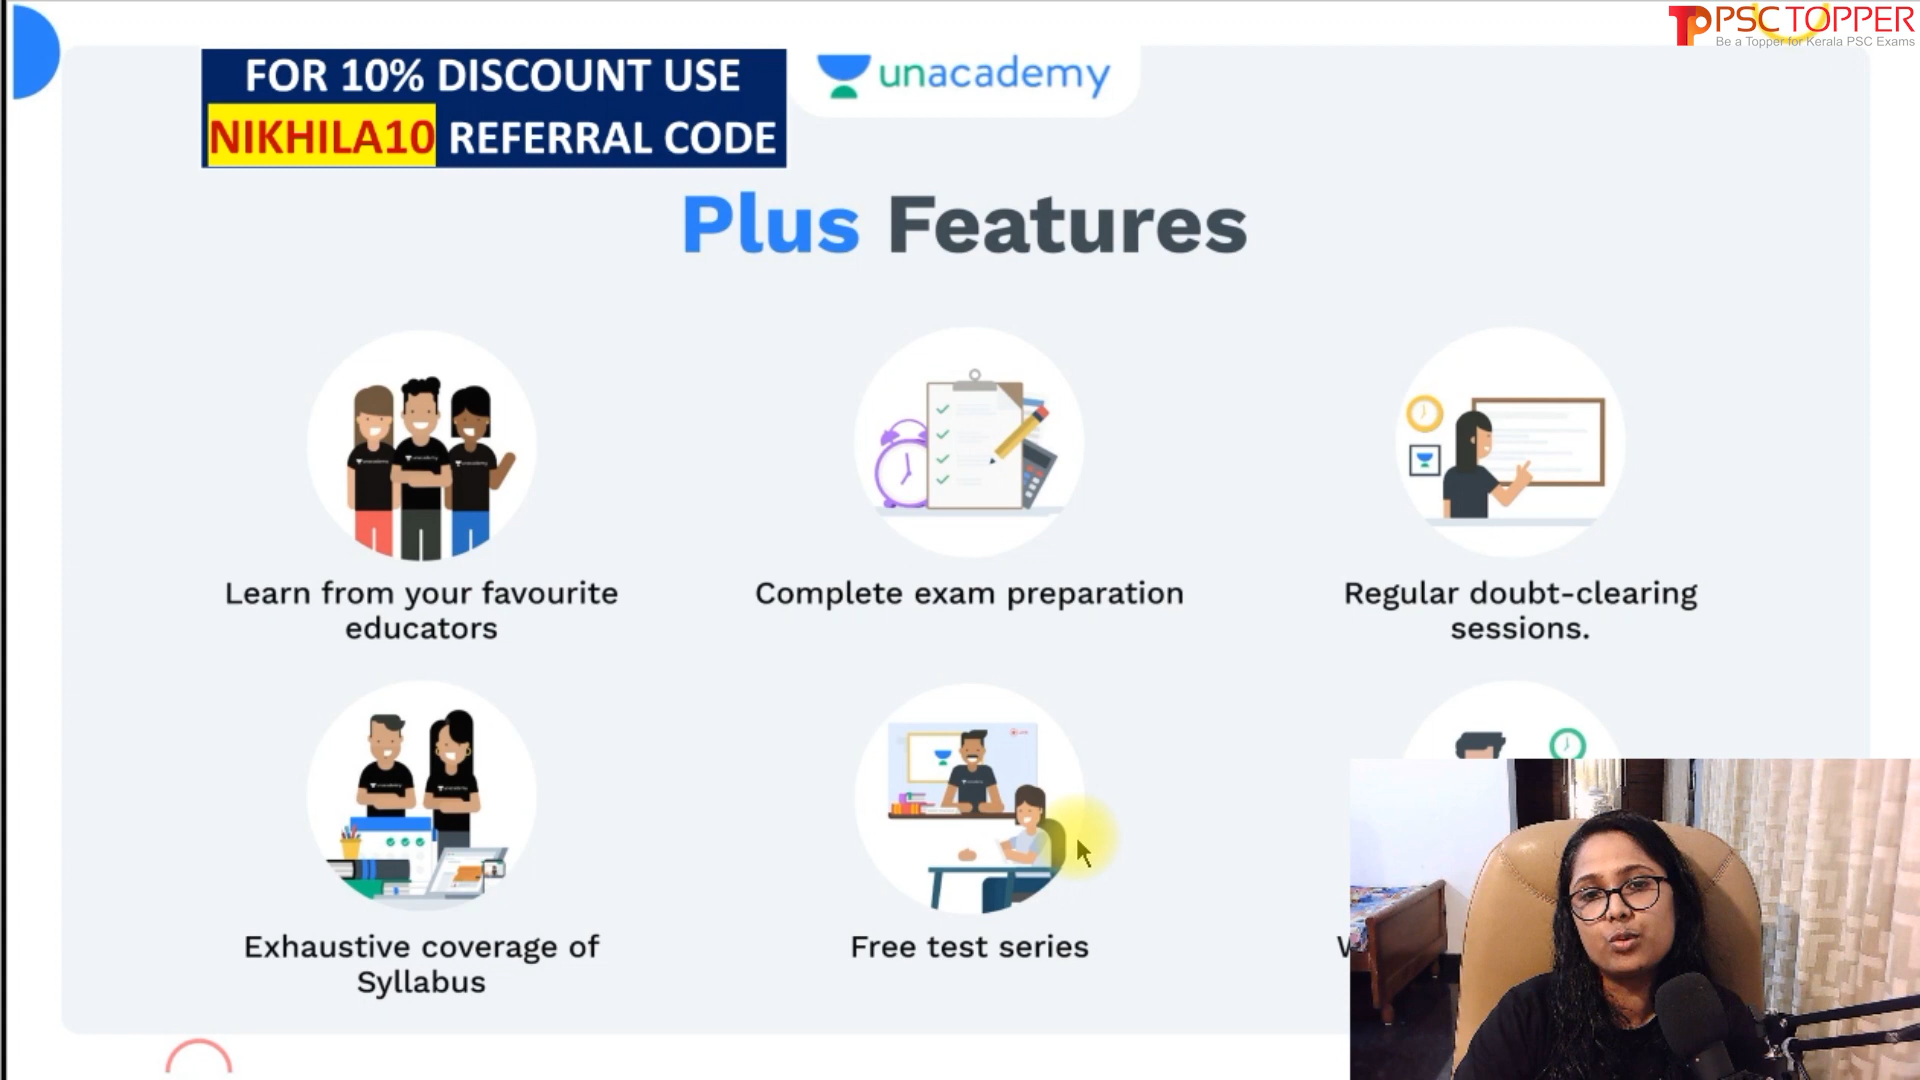 PSC TOPPER
Be a Topper for Kerala PSC Exams
FOR 10% DISCOUNT USE
NIKHILA10 REFERRAL CODE
unacademy
Plus Features
Learn from your favourite
educators
Complete exam preparation
Regular doubt-clearing
sessions.
Exhaustive coverage of
Syllabus
Free test series